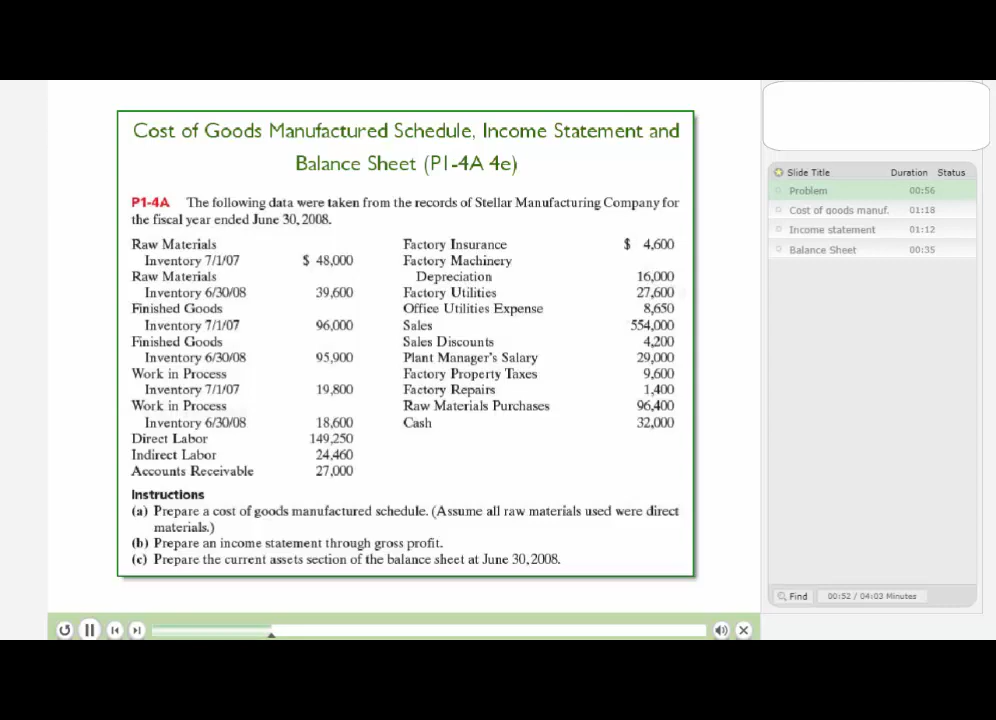 Cost of Goods Manufactured Schedule, Income Statement and
Balance Sheet (P1-4A 4e)
P1-4A The following data were taken from the records of Stellar Manufacturing Company for
the fiscal year ended June 30, 2008.
Raw Materials
Inventory 7/1/07 $ 48,000
Raw Materials
Inventory 6/30/08 39,600
Finished Goods
Inventory 7/1/07 96,000
Finished Goods
Inventory 6/30/08 95,900
Work in Process
Inventory 7/1/07 19,800
Work in Process
Inventory 6/30/08 18,600
Direct Labor 149,250
Indirect Labor 24,460
Accounts Receivable 27,000
Factory Insurance $ 4,600
Factory Machinery
Depreciation 16,000
Factory Utilities 27,600
Office Utilities Expense 8,650
Sales 554,000
Sales Discounts 4,200
Plant Manager's Salary 29,000
Factory Property Taxes 9,600
Factory Repairs 1,400
Raw Materials Purchases 96,400
Cash 32,000
Instructions
(a) Prepare a cost of goods manufactured schedule. (Assume all raw materials used were direct
materials.)
(b) Prepare an income statement through gross profit.
(c) Prepare the current assets section of the balance sheet at June 30, 2008.
Slide Title Duration Status
Problem 00:56
Cost of goods manuf. 01:18
Income statement 01:12
Balance Sheet 00:35
Find 00:52 / 04:03 Minutes